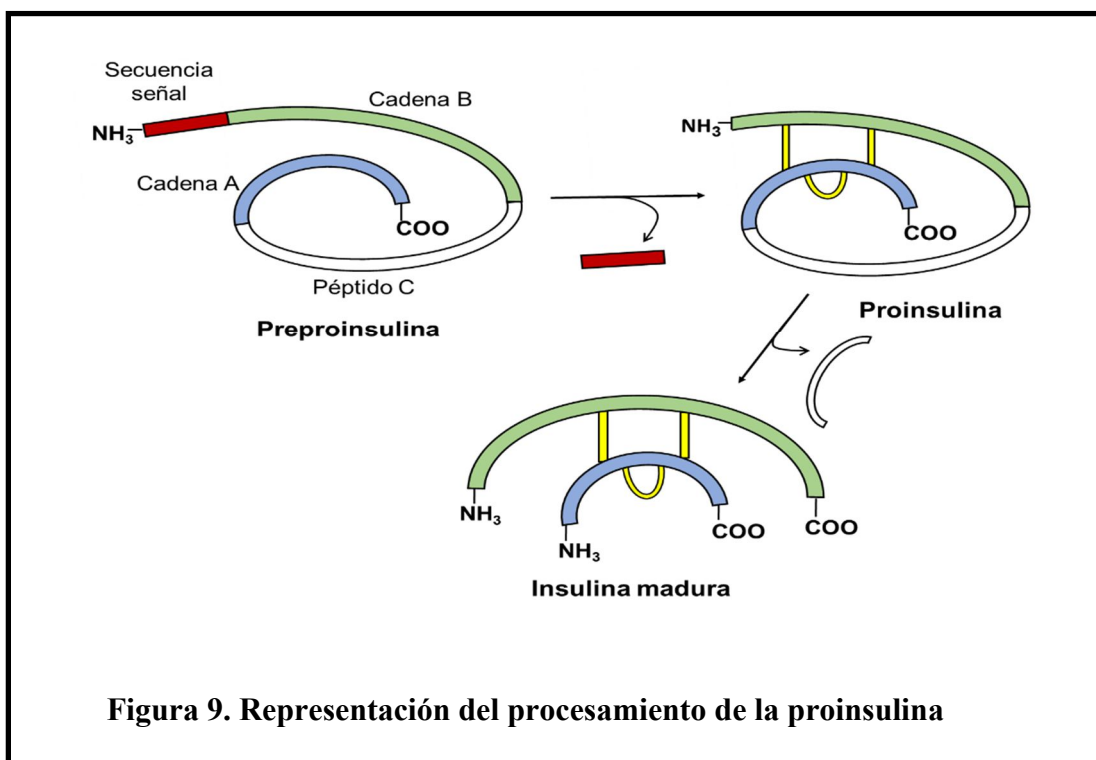 Secuencia
señal
Cadena B
NH₃
Cadena A
COO
Péptido C
Preproinsulina
NH₃
COO
Proinsulina
NH₃
NH₃
COO
COO
Insulina madura
Figura 9. Representación del procesamiento de la proinsulina